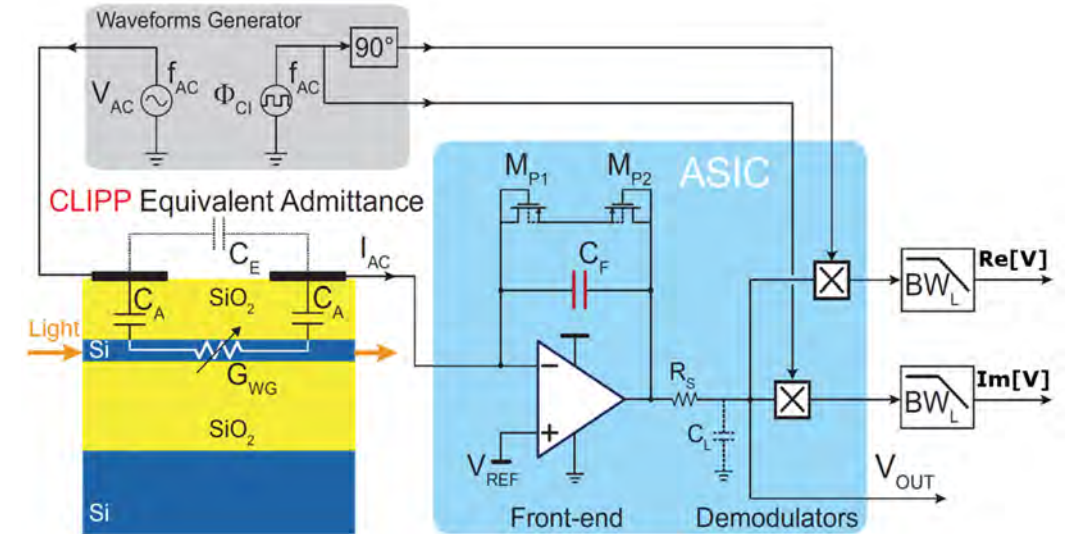 Waveforms Generator
V_AC
f_AC
Φ_CI
f_AC
90°
CLIPP Equivalent Admittance
C_E
I_AC
C_A
SiO_2
C_A
Light
Si
G_WG
SiO_2
Si
ASIC
M_P1
M_P2
C_F
−
+
V_REF
R_S
C_L
Front-end
Demodulators
BW_L
Re[V]
BW_L
Im[V]
V_OUT